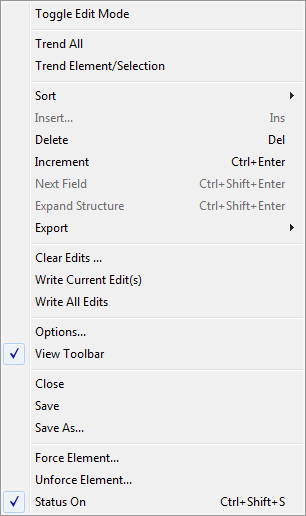 Toggle Edit Mode
Trend All
Trend Element/Selection
Sort
Insert... Ins
Delete Del
Increment Ctrl+Enter
Next Field Ctrl+Shift+Enter
Expand Structure Ctrl+Shift+Enter
Export
Clear Edits ...
Write Current Edit(s)
Write All Edits
Options...
View Toolbar
Close
Save
Save As...
Force Element...
Unforce Element...
Status On Ctrl+Shift+S